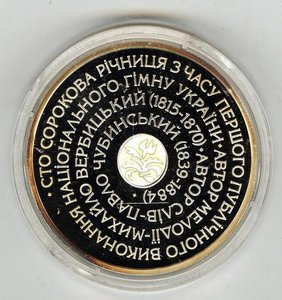 СТО СОРОКОВА РІЧНИЦЯ З ЧАСУ ПЕРШОГО ПУБЛІЧНОГО ВИКОНАННЯ НАЦІОНАЛЬНОГО ГІМНУ УКРАЇНИ • АВТОР МЕЛОДІЇ - МИХАЙЛО ВЕРБИЦЬКИЙ (1815-1870) • АВТОР СЛІВ - ПАВЛО ЧУБИНСЬКИЙ (1839-1884) •